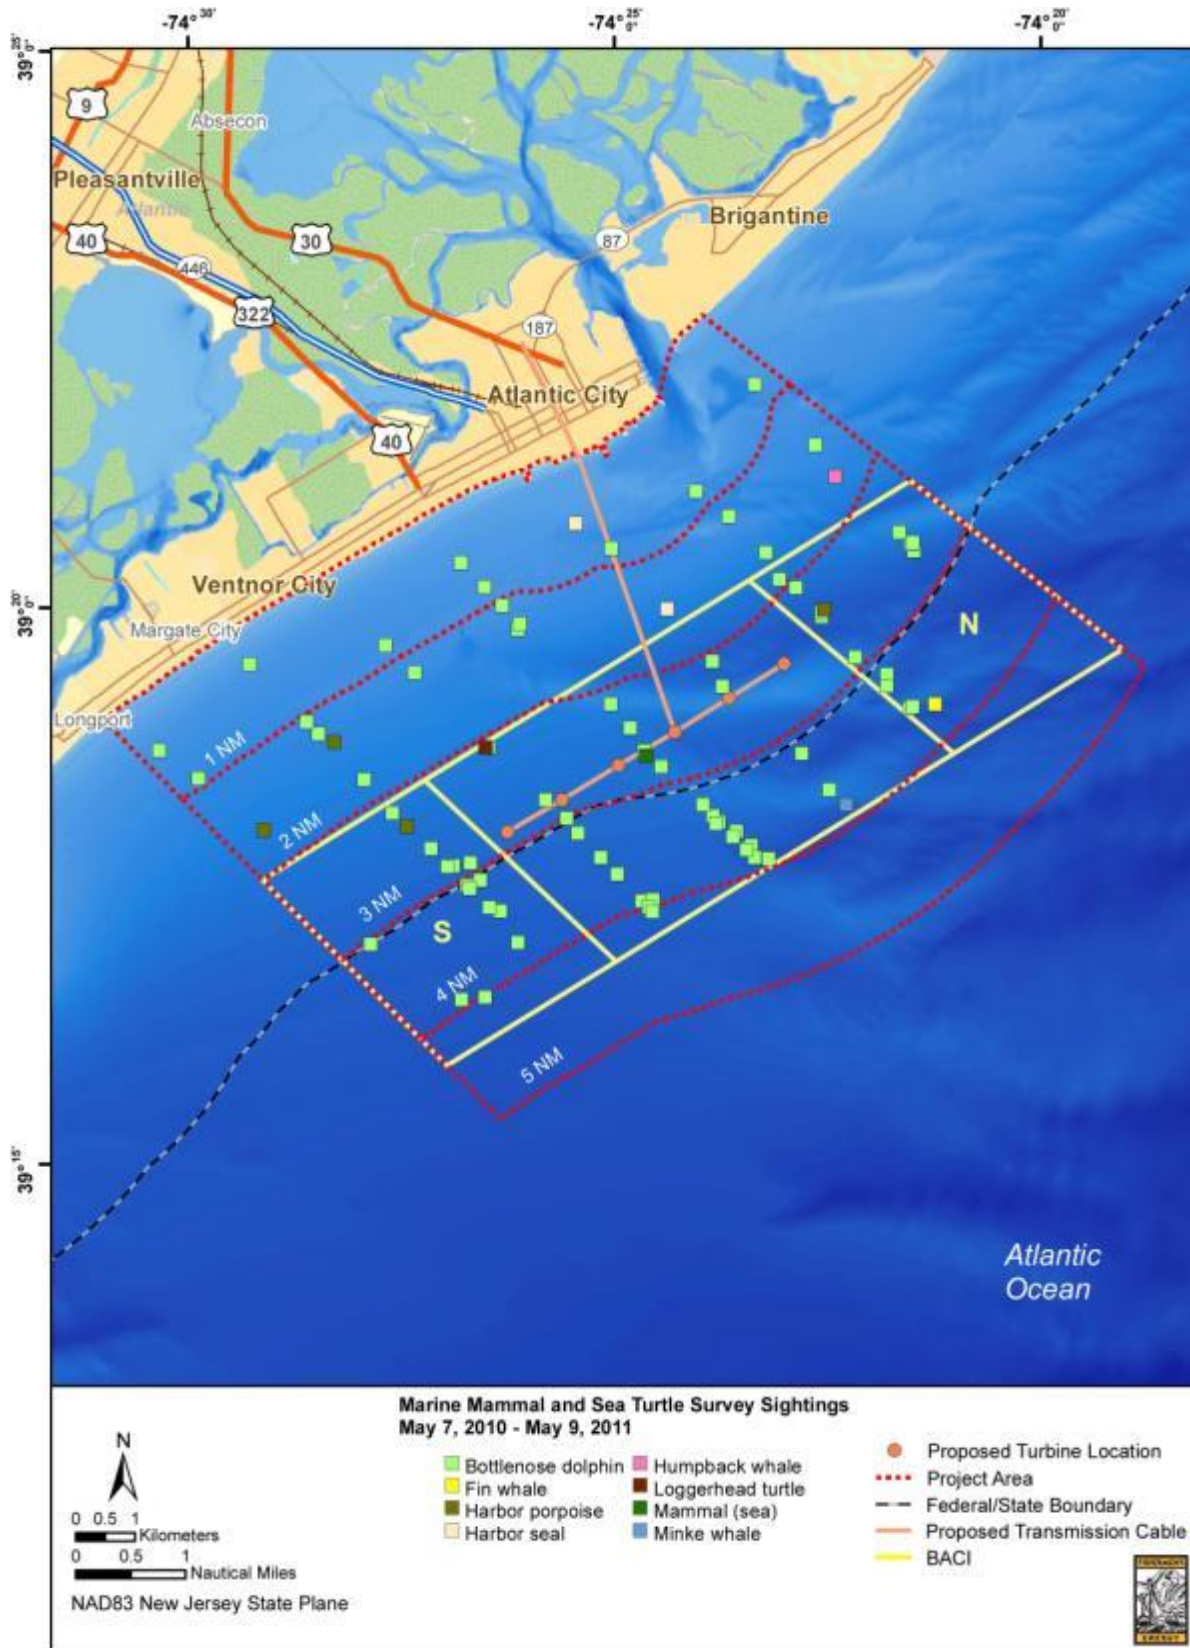 -74° 30' 0"
-74° 25' 0"
-74° 20' 0"
39° 25' 0"
9
Absecon
Pleasantville
Atlantic
Brigantine
40
30
87
446
322
187
Atlantic City
40
39° 20' 0"
Ventnor City
Margate City
N
Longport
1 NM
2 NM
3 NM
S
4 NM
5 NM
39° 15' 0"
Atlantic
Ocean
Marine Mammal and Sea Turtle Survey Sightings
May 7, 2010 - May 9, 2011
N
0 0.5 1
Kilometers
0 0.5 1
Nautical Miles
NAD83 New Jersey State Plane
Bottlenose dolphin
Fin whale
Harbor porpoise
Harbor seal
Humpback whale
Loggerhead turtle
Mammal (sea)
Minke whale
Proposed Turbine Location
Project Area
Federal/State Boundary
Proposed Transmission Cable
BACI
ENERGY